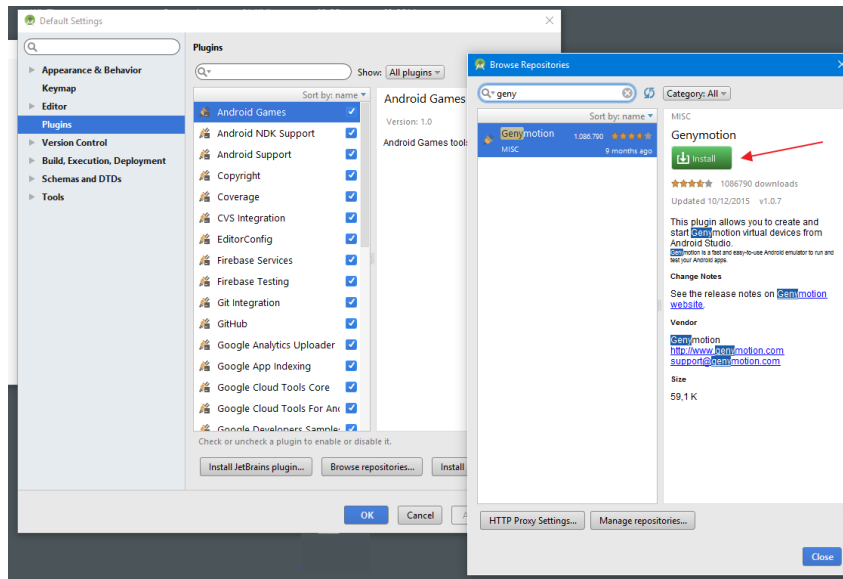 Default Settings
Appearance & Behavior
Keymap
Editor
Plugins
Version Control
Build, Execution, Deployment
Schemas and DTDs
Tools
Plugins
Show: All plugins
Sort by: name
Android Games
Android NDK Support
Android Support
Copyright
Coverage
CVS Integration
EditorConfig
Firebase Services
Firebase Testing
Git Integration
GitHub
Google Analytics Uploader
Google App Indexing
Google Cloud Tools Core
Google Cloud Tools For And
Google Developers Samples
Check or uncheck a plugin to enable or disable it.
Install JetBrains plugin...
Browse repositories...
Install
Android Games
Version: 1.0
Android Games tools
OK
Cancel
A
Browse Repositories
geny
Category: All
Sort by: name
Genymotion
1.086.790
MISC
9 months ago
MISC
Genymotion
Install
1086790 downloads
Updated 10/12/2015 v1.0.7
This plugin allows you to create and
start Genymotion virtual devices from
Android Studio.
Genymotion is a fast and easy-to-use Android emulator to run and
test your Android apps.
Change Notes
See the release notes on Genymotion
website.
Vendor
Genymotion
http://www.genymotion.com
support@genymotion.com
Size
59,1 K
HTTP Proxy Settings...
Manage repositories...
Close